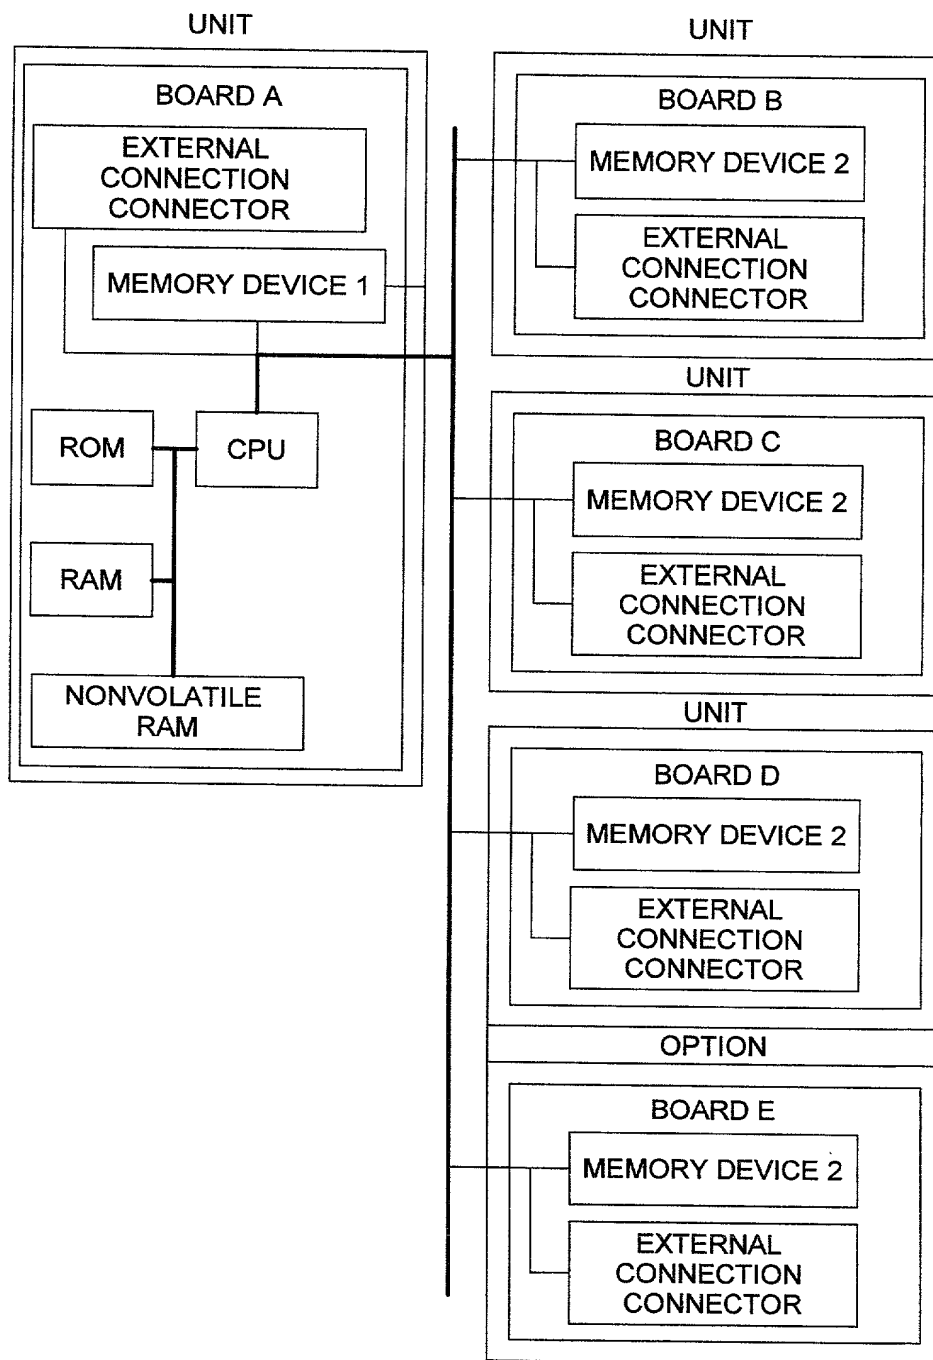 UNIT
BOARD A
EXTERNAL
CONNECTION
CONNECTOR
MEMORY DEVICE 1
ROM
CPU
RAM
NONVOLATILE
RAM
UNIT
BOARD B
MEMORY DEVICE 2
EXTERNAL
CONNECTION
CONNECTOR
UNIT
BOARD C
MEMORY DEVICE 2
EXTERNAL
CONNECTION
CONNECTOR
UNIT
BOARD D
MEMORY DEVICE 2
EXTERNAL
CONNECTION
CONNECTOR
OPTION
BOARD E
MEMORY DEVICE 2
EXTERNAL
CONNECTION
CONNECTOR